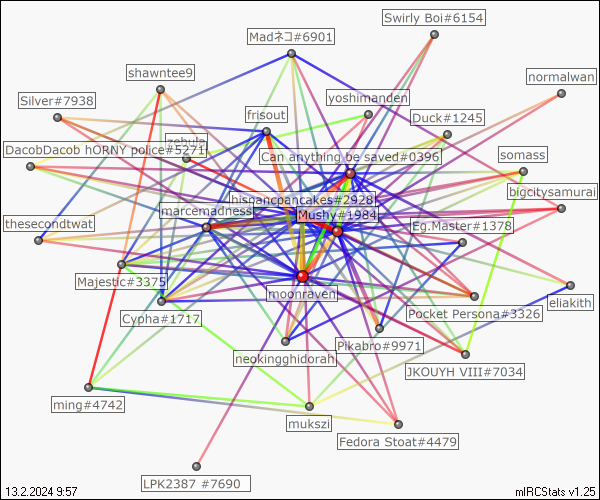 Swirly Boi#6154
Madネコ#6901
shawntee9
normalwan
Silver#7938
yoshimanden
frisout
Duck#1245
DacobDacob hORNY police#5271
Can anything be saved#0396
somass
bigcitysamurai
hispancpancakes#2928
marcemadness
Mushy#1984
thesecondtwat
Eg.Master#1378
Majestic#3375
moonraven
eliakith
Cypha#1717
Pocket Persona#3326
Pikabro#9971
neokingghidorah
JKOUYH VIII#7034
ming#4742
mukszi
Fedora Stoat#4479
LPK2387 #7690
13.2.2024 9:57
mIRCStats v1.25